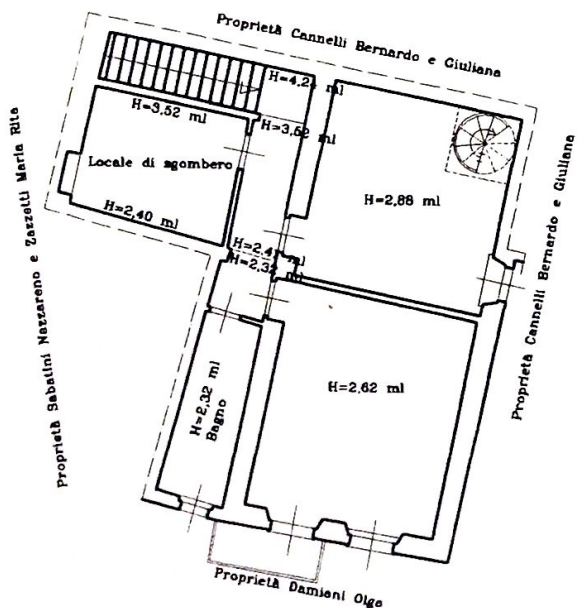 Proprietà Cannelli Bernardo e Giuliana
H=4,24 ml
H=3,52 ml
H=3,52 ml
Locale di sgombero
H=2,40 ml
H=2,88 ml
H=2,41 ml
H=2,32 ml
H=2,62 ml
H=2,32 ml
Bagno
Proprietà Sabatini Nazzareno e Zazzetti Maria Rita
Proprietà Cannelli Bernardo e Giuliana
Proprietà Damiani Olga